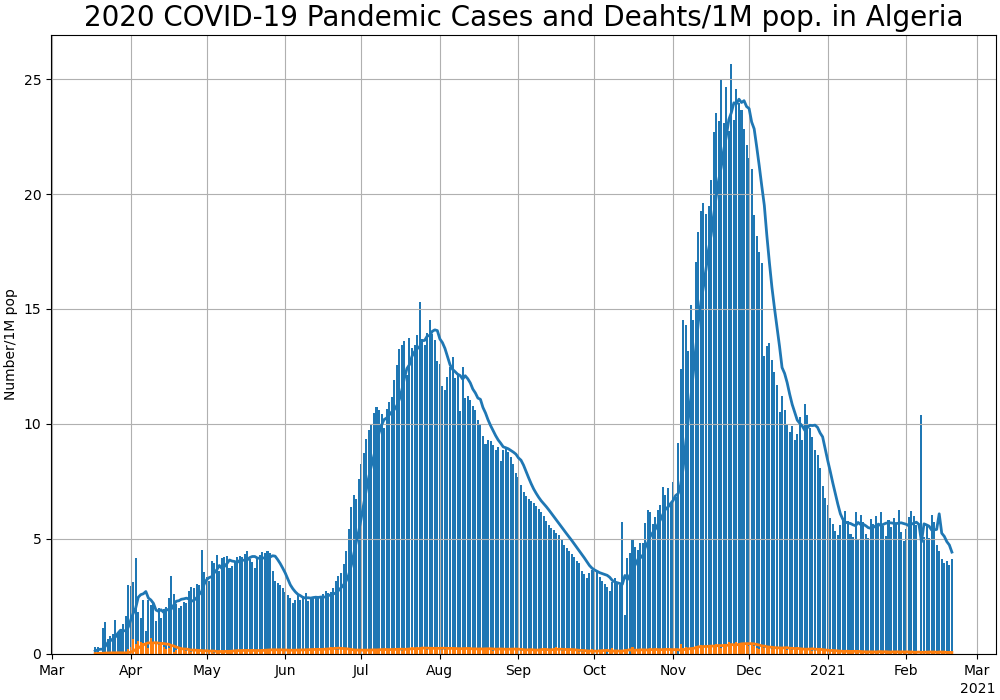 2020 COVID-19 Pandemic Cases and Deahts/1M pop. in Algeria
Number/1M pop
25
20
15
10
5
0
Mar Apr May Jun Jul Aug Sep Oct Nov Dec 2021 Feb Mar
2021